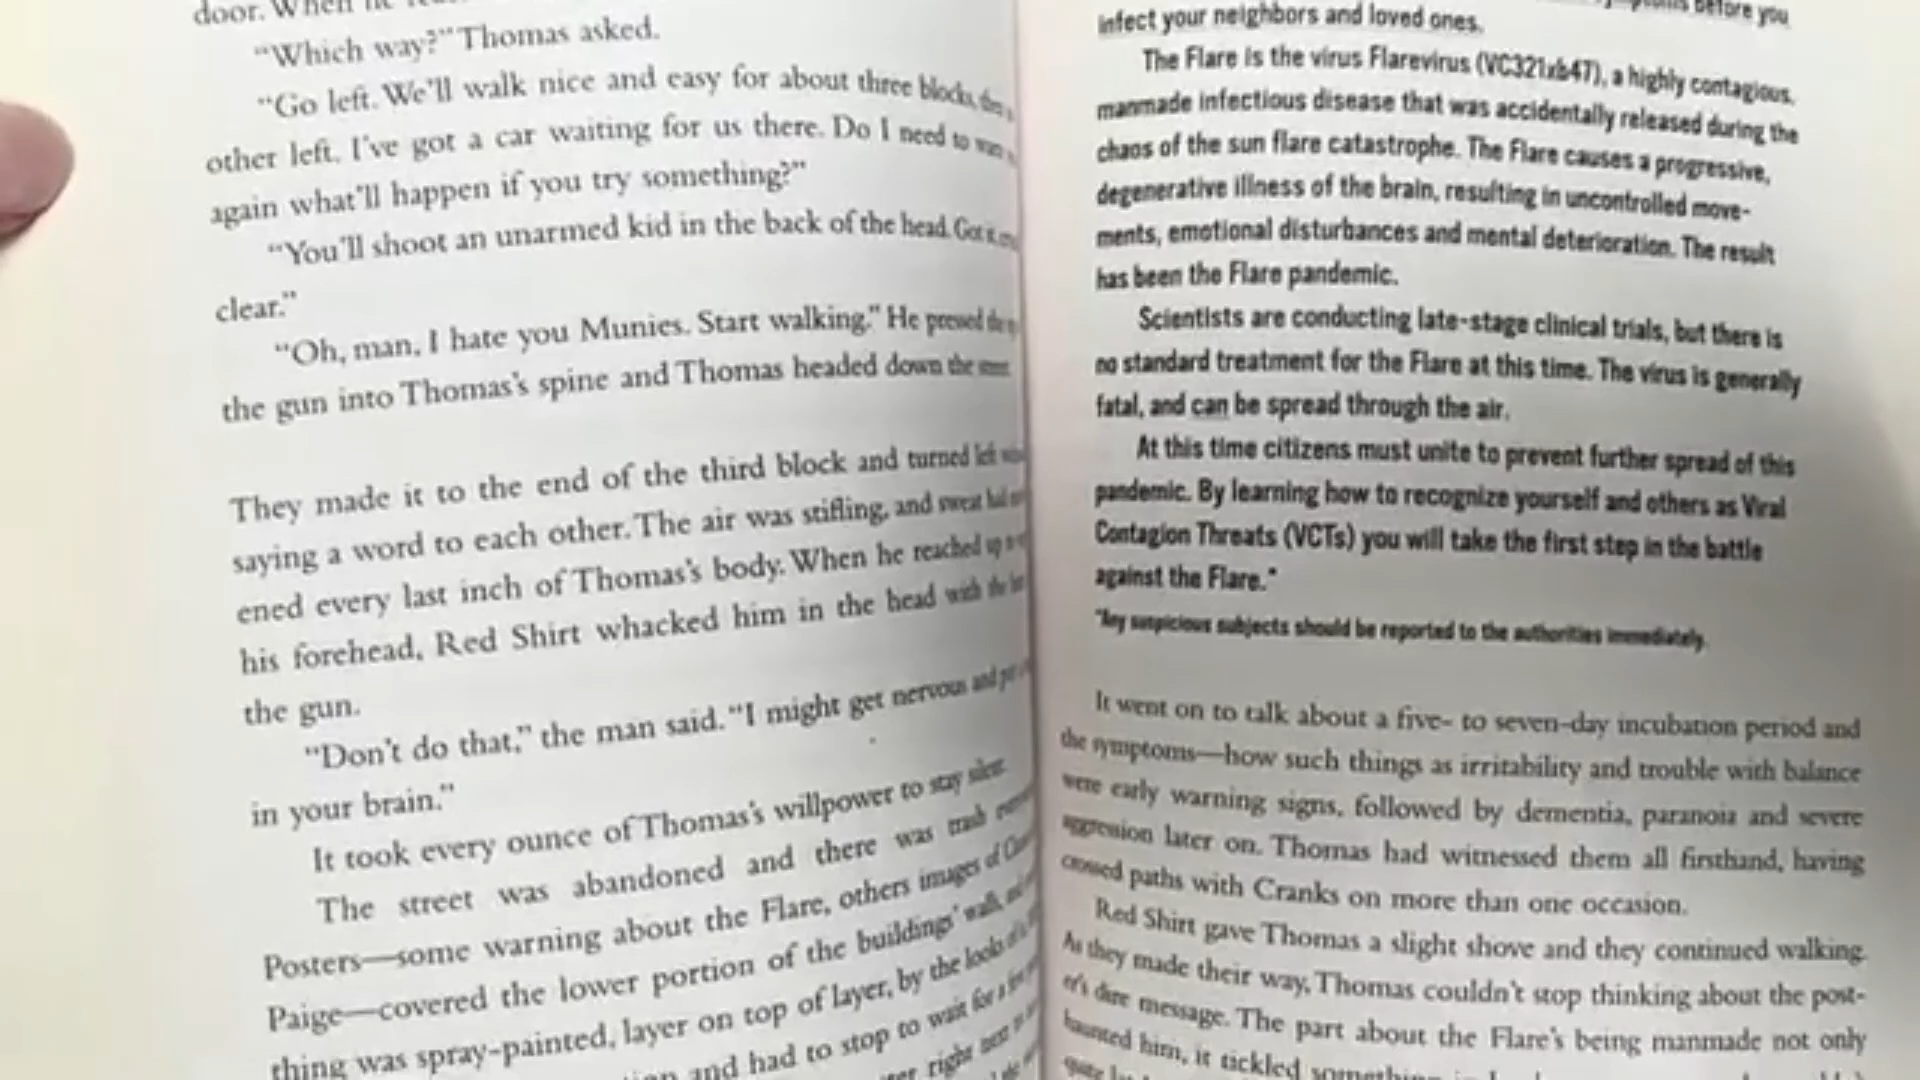 door. When he
"Which way?" Thomas asked.
"Go left. We'll walk nice and easy for about three blocks, then
other left. I've got a car waiting for us there. Do I need to
again what'll happen if you try something?"
"You'll shoot an unarmed kid in the back of the head. Got it,
clear."
"Oh, man, I hate you Munies. Start walking." He pressed the
the gun into Thomas's spine and Thomas headed down the street.
They made it to the end of the third block and turned left
saying a word to each other. The air was stifling, and sweat had
ened every last inch of Thomas's body. When he reached up to
his forehead, Red Shirt whacked him in the head with the
the gun.
"Don't do that," the man said. "I might get nervous and put
in your brain."
It took every ounce of Thomas's willpower to stay silent.
The street was abandoned and there was trash
Posters—some warning about the Flare, others images of
Paige—covered the lower portion of the buildings' walls, and
thing was spray-painted, layer on top of layer, by the looks of
and had to stop to wait for a few
right next to
before you
infect your neighbors and loved ones.
The Flare is the virus Flarevirus (VC321xb47), a highly contagious,
manmade infectious disease that was accidentally released during the
chaos of the sun flare catastrophe. The Flare causes a progressive,
degenerative illness of the brain, resulting in uncontrolled move-
ments, emotional disturbances and mental deterioration. The result
has been the Flare pandemic.
Scientists are conducting late-stage clinical trials, but there is
no standard treatment for the Flare at this time. The virus is generally
fatal, and can be spread through the air.
At this time citizens must unite to prevent further spread of this
pandemic. By learning how to recognize yourself and others as Viral
Contagion Threats (VCTs) you will take the first step in the battle
against the Flare.*
*Any suspicious subjects should be reported to the authorities immediately.
It went on to talk about a five- to seven-day incubation period and
the symptoms—how such things as irritability and trouble with balance
were early warning signs, followed by dementia, paranoia and severe
aggression later on. Thomas had witnessed them all firsthand, having
crossed paths with Cranks on more than one occasion.
Red Shirt gave Thomas a slight shove and they continued walking.
As they made their way, Thomas couldn't stop thinking about the post-
er's dire message. The part about the Flare's being manmade not only
haunted him, it tickled something in